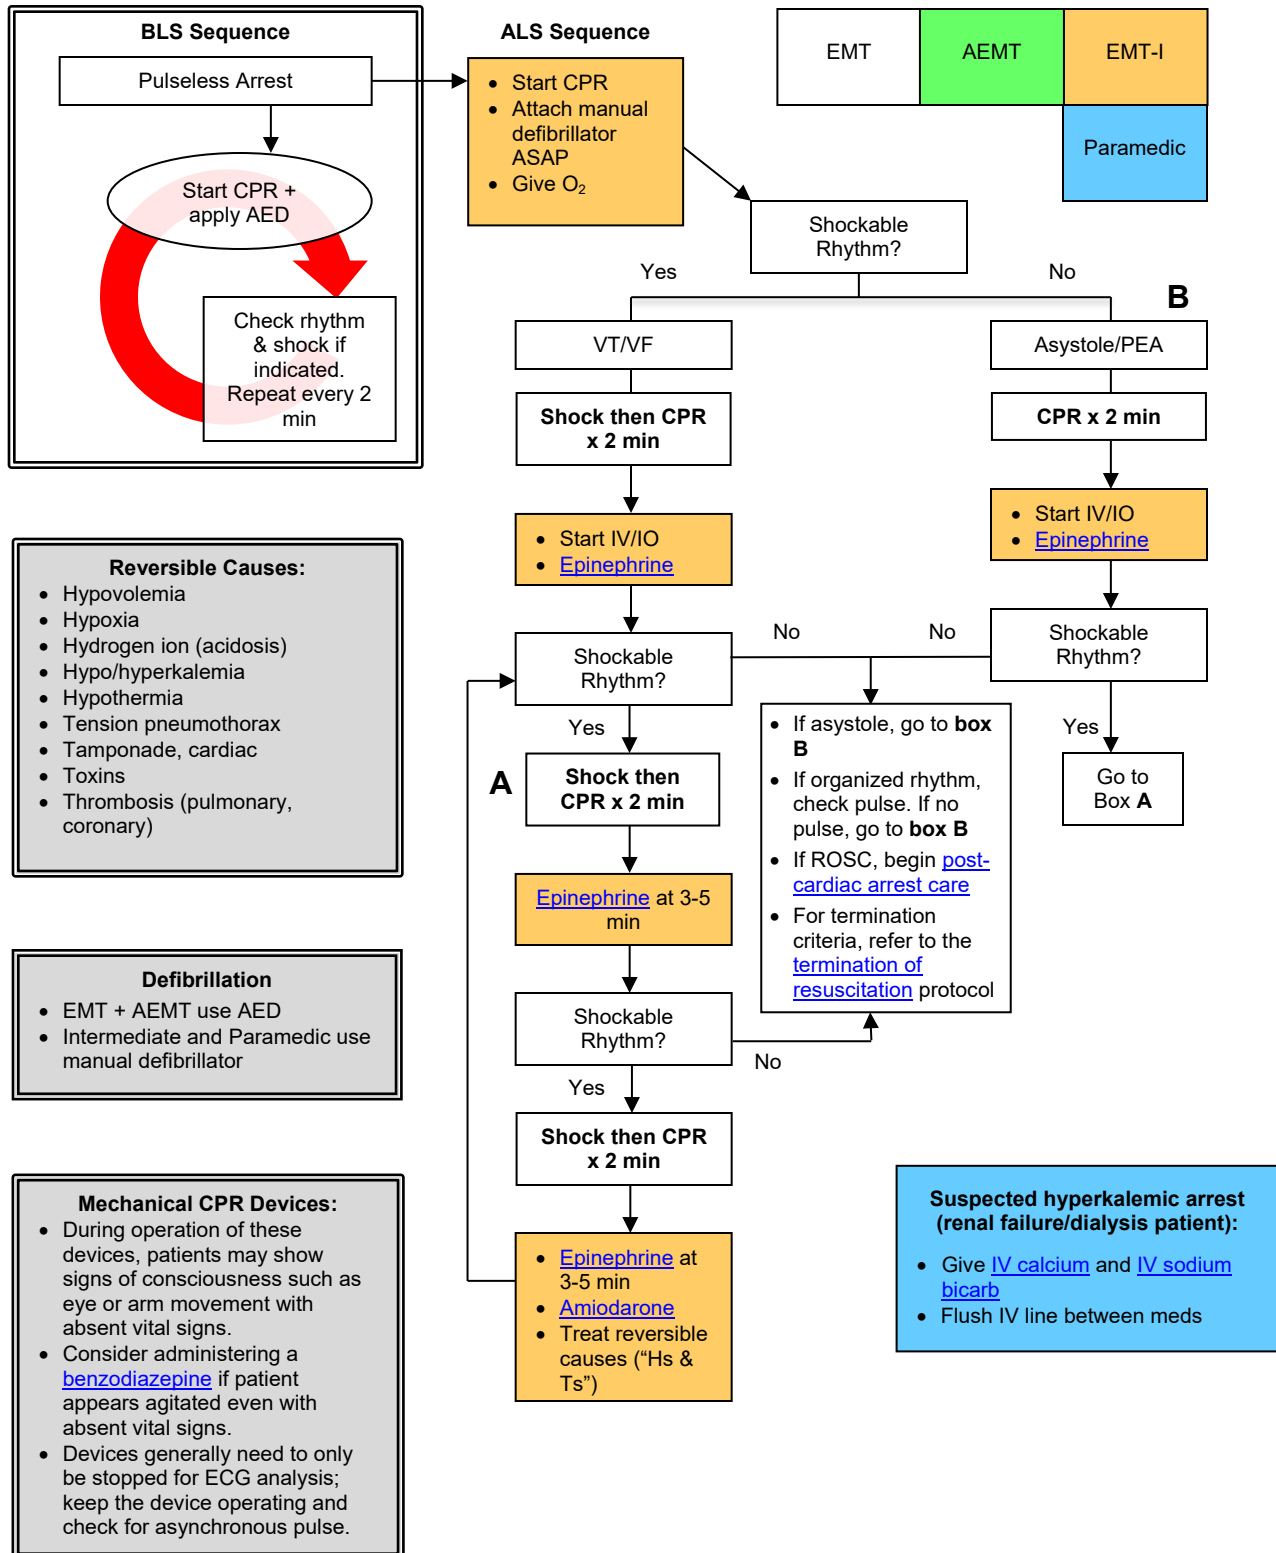 BLS Sequence
Pulseless Arrest
Start CPR +
apply AED
Check rhythm
& shock if
indicated.
Repeat every 2
min
ALS Sequence
• Start CPR
• Attach manual
defibrillator
ASAP
• Give O₂
EMT
AEMT
EMT-I
Paramedic
Shockable
Rhythm?
Yes
No
B
VT/VF
Asystole/PEA
Shock then CPR
x 2 min
CPR x 2 min
• Start IV/IO
• Epinephrine
• Start IV/IO
• Epinephrine
Shockable
Rhythm?
No
No
Shockable
Rhythm?
Yes
Yes
• If asystole, go to box
B
• If organized rhythm,
check pulse. If no
pulse, go to box B
• If ROSC, begin post-
cardiac arrest care
• For termination
criteria, refer to the
termination of
resuscitation protocol
Go to
Box A
A
Shock then
CPR x 2 min
Epinephrine at 3-5
min
Shockable
Rhythm?
No
Yes
Shock then CPR
x 2 min
• Epinephrine at
3-5 min
• Amiodarone
• Treat reversible
causes (“Hs &
Ts”)
Reversible Causes:
• Hypovolemia
• Hypoxia
• Hydrogen ion (acidosis)
• Hypo/hyperkalemia
• Hypothermia
• Tension pneumothorax
• Tamponade, cardiac
• Toxins
• Thrombosis (pulmonary,
coronary)
Defibrillation
• EMT + AEMT use AED
• Intermediate and Paramedic use
manual defibrillator
Mechanical CPR Devices:
• During operation of these
devices, patients may show
signs of consciousness such as
eye or arm movement with
absent vital signs.
• Consider administering a
benzodiazepine if patient
appears agitated even with
absent vital signs.
• Devices generally need to only
be stopped for ECG analysis;
keep the device operating and
check for asynchronous pulse.
Suspected hyperkalemic arrest
(renal failure/dialysis patient):
• Give IV calcium and IV sodium
bicarb
• Flush IV line between meds